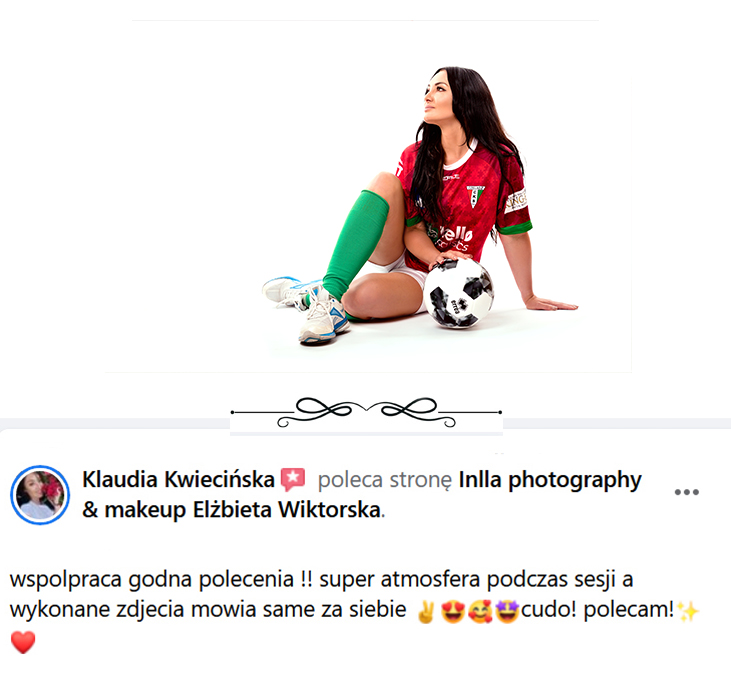 Klaudia Kwiecińska poleca stronę Inlla photography
& makeup Elżbieta Wiktorska.
wspolpraca godna polecenia !! super atmosfera podczas sesji a
wykonane zdjecia mowia same za siebie ✌️😍🥰🤩cudo! polecam!✨
❤️